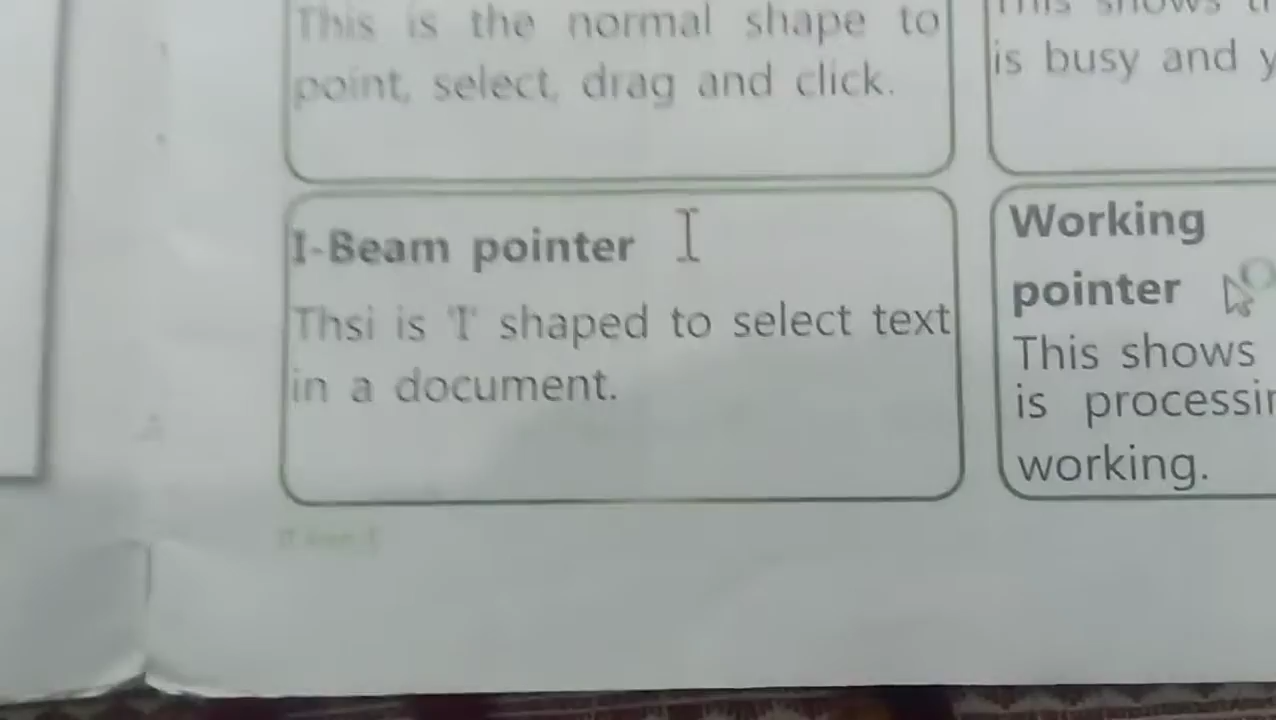 This is the normal shape to
point, select, drag and click.
is busy and
I-Beam pointer
Thsi is 'I' shaped to select text
in a document.
Working
pointer
This shows
is
working.